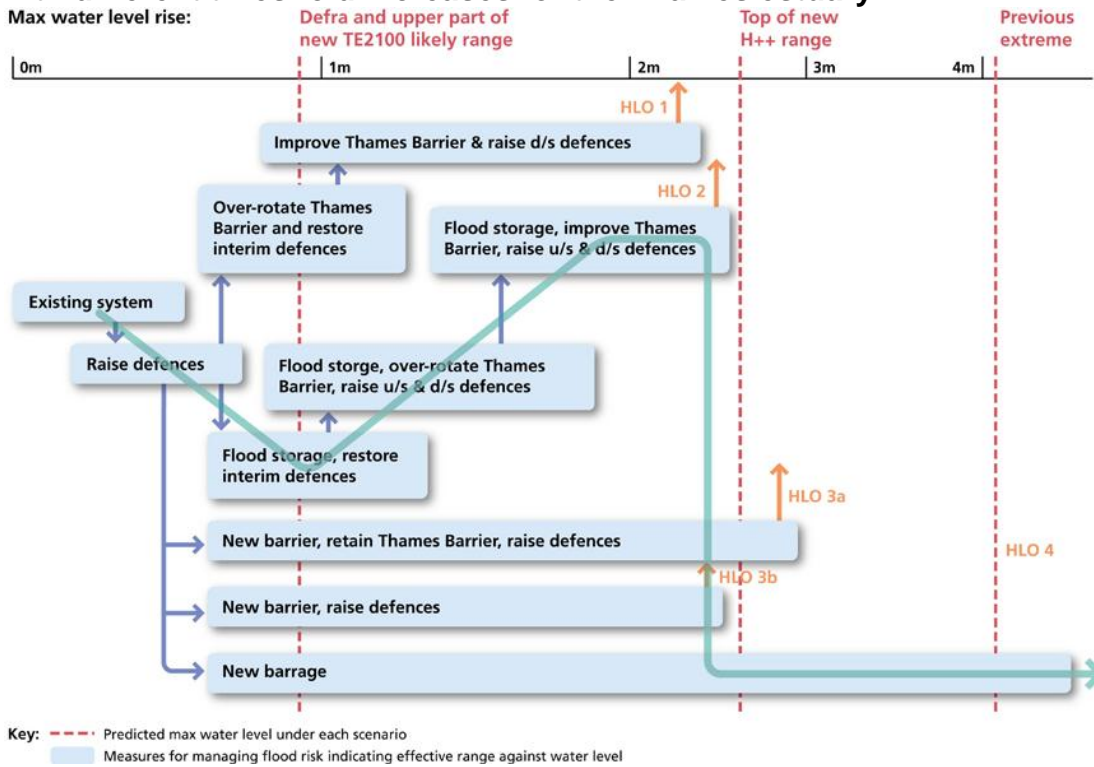 Max water level rise:
Defra and upper part of
new TE2100 likely range
Top of new
H++ range
Previous
extreme
0m
1m
2m
3m
4m
HLO 1
Improve Thames Barrier & raise d/s defences
HLO 2
Over-rotate Thames
Barrier and restore
interim defences
Flood storage, improve Thames
Barrier, raise u/s & d/s defences
Existing system
Raise defences
Flood storge, over-rotate Thames
Barrier, raise u/s & d/s defences
Flood storage, restore
interim defences
HLO 3a
New barrier, retain Thames Barrier, raise defences
HLO 4
HLO 3b
New barrier, raise defences
New barrage
Key:
Predicted max water level under each scenario
Measures for managing flood risk indicating effective range against water level